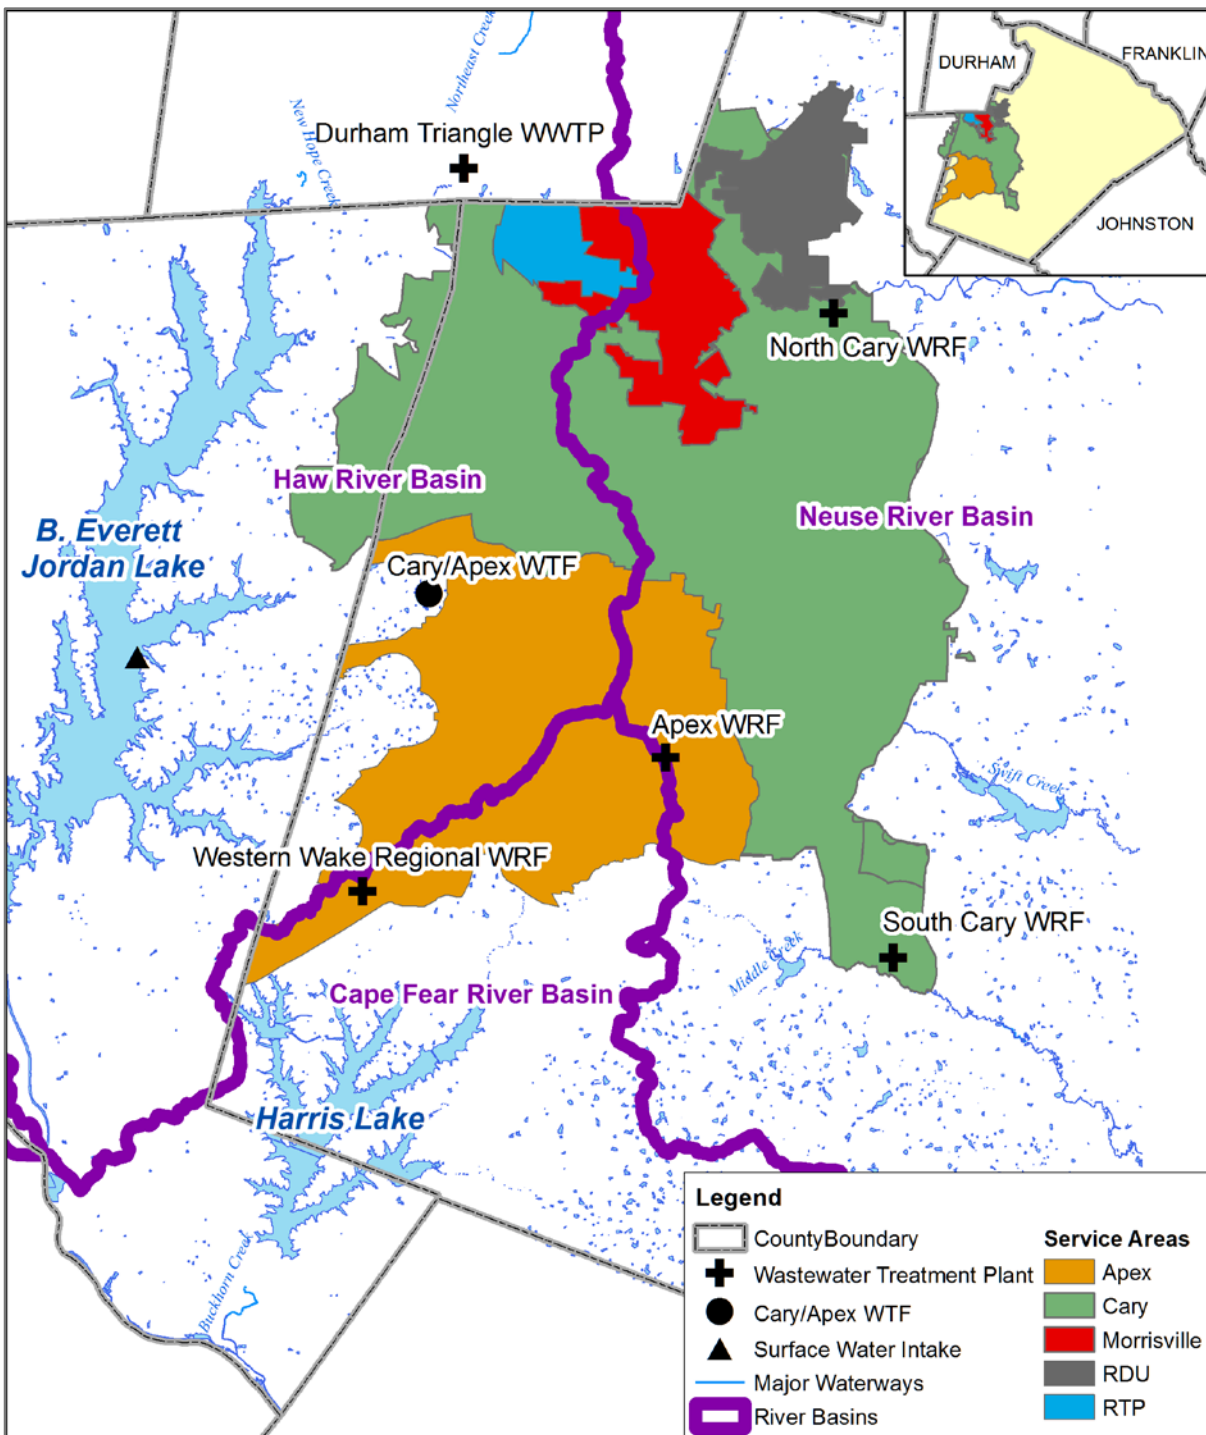 Northeast Creek
New Hope Creek
Durham Triangle WWTP
DURHAM
FRANKLIN
JOHNSTON
North Cary WRF
Haw River Basin
Neuse River Basin
B. Everett
Jordan Lake
Cary/Apex WTF
Apex WRF
Swift Creek
Western Wake Regional WRF
South Cary WRF
Middle Creek
Cape Fear River Basin
Harris Lake
Buckhorn Creek
Legend
CountyBoundary
Wastewater Treatment Plant
Cary/Apex WTF
Surface Water Intake
Major Waterways
River Basins
Service Areas
Apex
Cary
Morrisville
RDU
RTP